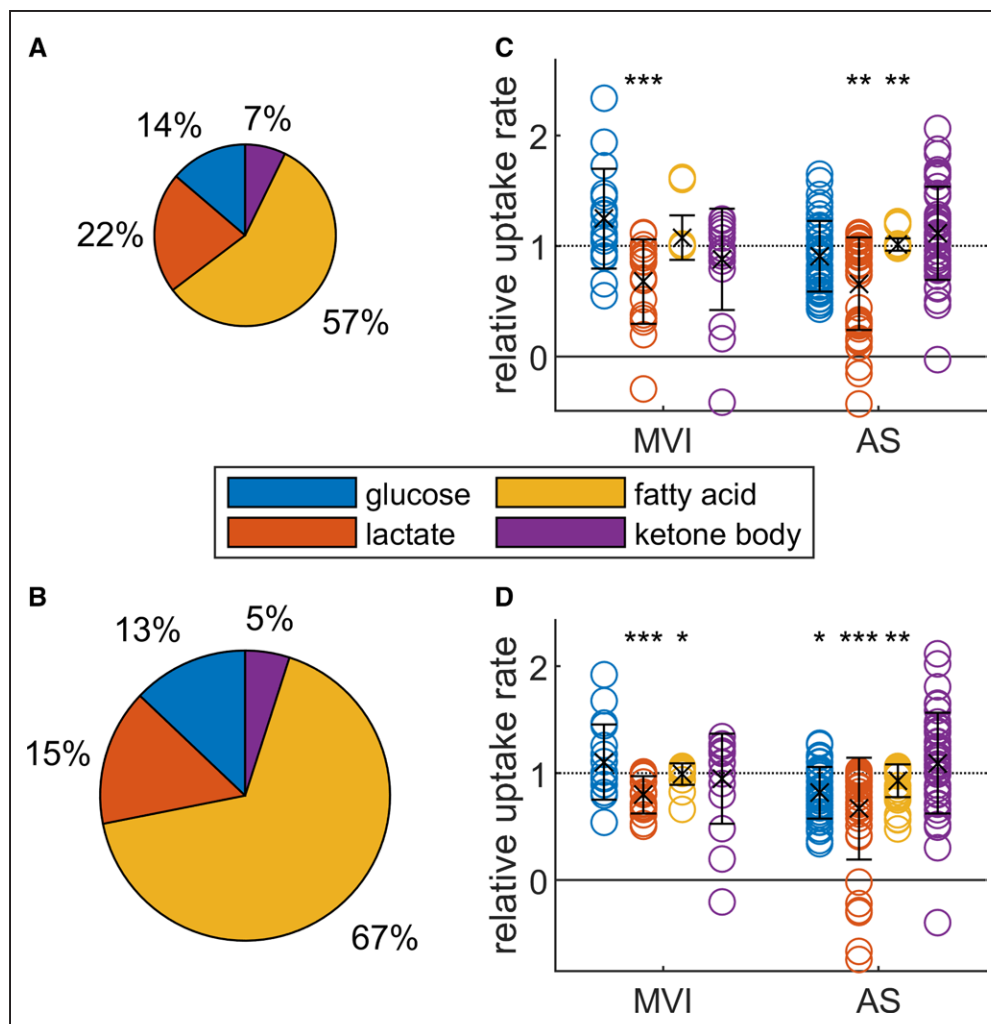 A
14%
7%
22%
57%
C
relative uptake rate
2
1
0
***
** **
MVI
AS
glucose
fatty acid
lactate
ketone body
B
13%
5%
15%
67%
D
relative uptake rate
2
1
0
*** *
* *** **
MVI
AS